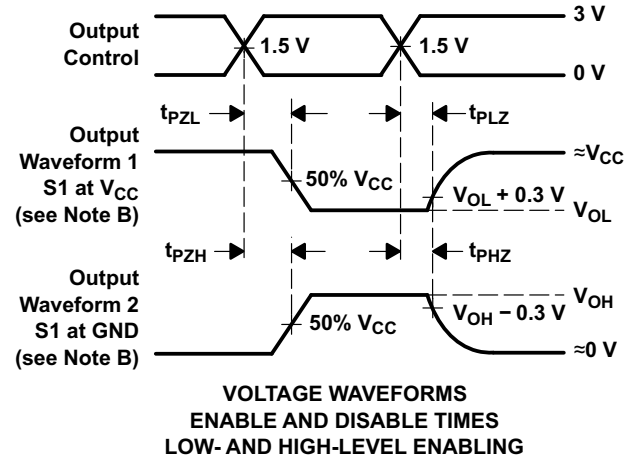 Output
Control
1.5 V
1.5 V
3 V
0 V
tPZL
tPLZ
Output
Waveform 1
S1 at VCC
(see Note B)
50% VCC
≈VCC
VOL + 0.3 V
VOL
tPZH
tPHZ
Output
Waveform 2
S1 at GND
(see Note B)
50% VCC
VOH
VOH − 0.3 V
≈0 V
VOLTAGE WAVEFORMS
ENABLE AND DISABLE TIMES
LOW- AND HIGH-LEVEL ENABLING